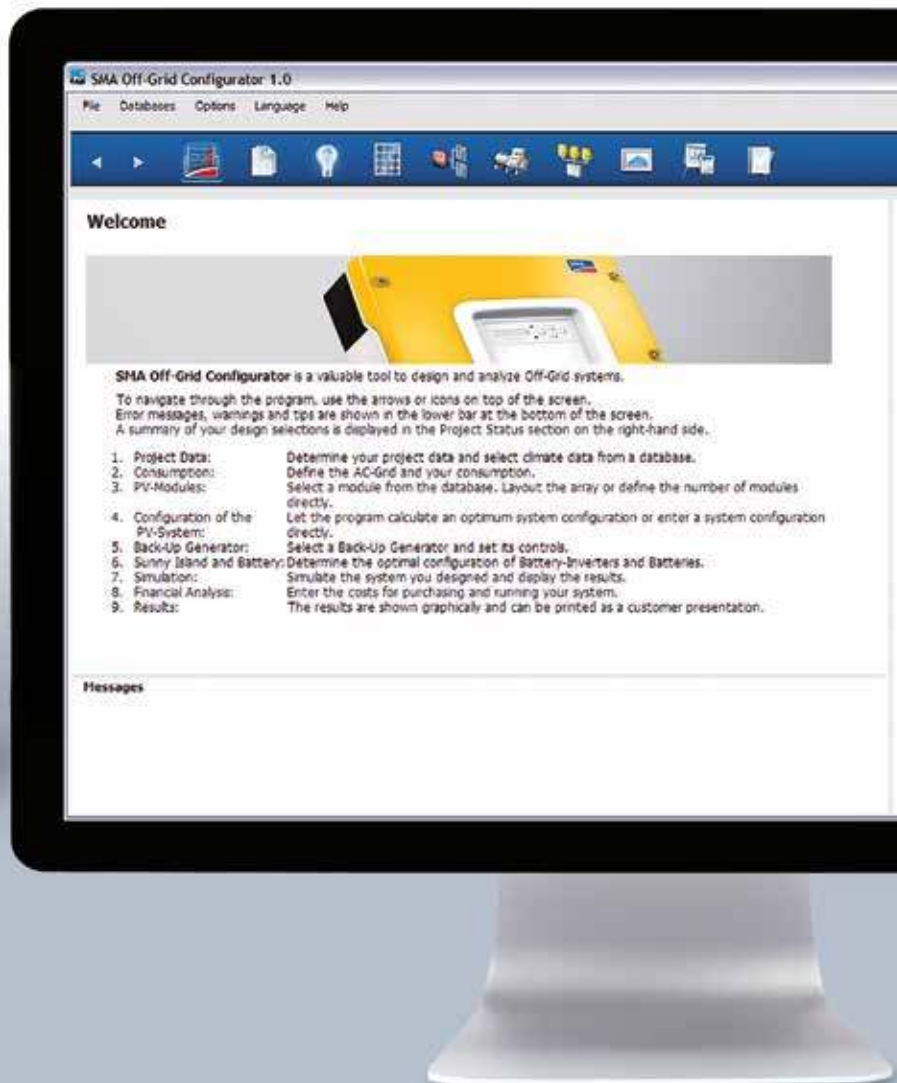 SMA Off-Grid Configurator 1.0
File Databases Options Language Help
Welcome
SMA Off-Grid Configurator is a valuable tool to design and analyze Off-Grid systems.
To navigate through the program, use the arrows or icons on top of the screen.
Error messages, warnings and tips are shown in the lower bar at the bottom of the screen.
A summary of your design selections is displayed in the Project Status section on the right-hand side.
1. Project Data: Determine your project data and select climate data from a database.
2. Consumption: Define the AC-Grid and your consumption.
3. PV-Modules: Select a module from the database. Layout the array or define the number of modules
directly.
4. Configuration of the Let the program calculate an optimum system configuration or enter a system configuration
PV-System: directly.
5. Back-Up Generator: Select a Back-Up Generator and set its controls.
6. Sunny Island and Battery: Determine the optimal configuration of Battery-Inverters and Batteries.
7. Simulation: Simulate the system you designed and display the results.
8. Financial Analysis: Enter the costs for purchasing and running your system.
9. Results: The results are shown graphically and can be printed as a customer presentation.
Messages